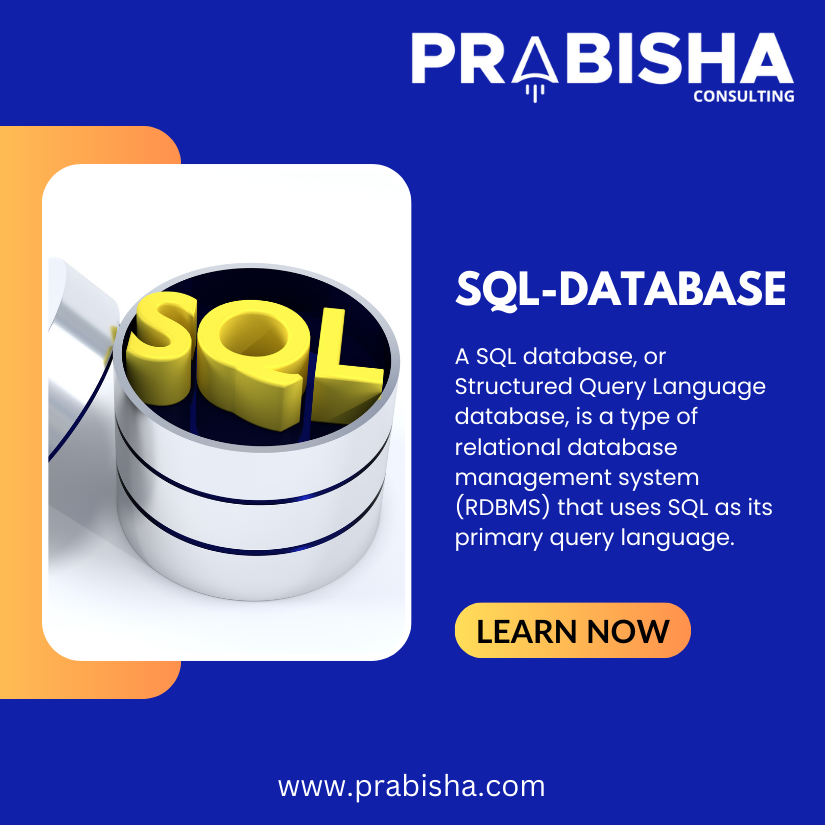 PRABISHA
CONSULTING
SQL
SQL-DATABASE
A SQL database, or
Structured Query Language
database, is a type of
relational database
management system
(RDBMS) that uses SQL as its
primary query language.
LEARN NOW
www.prabisha.com